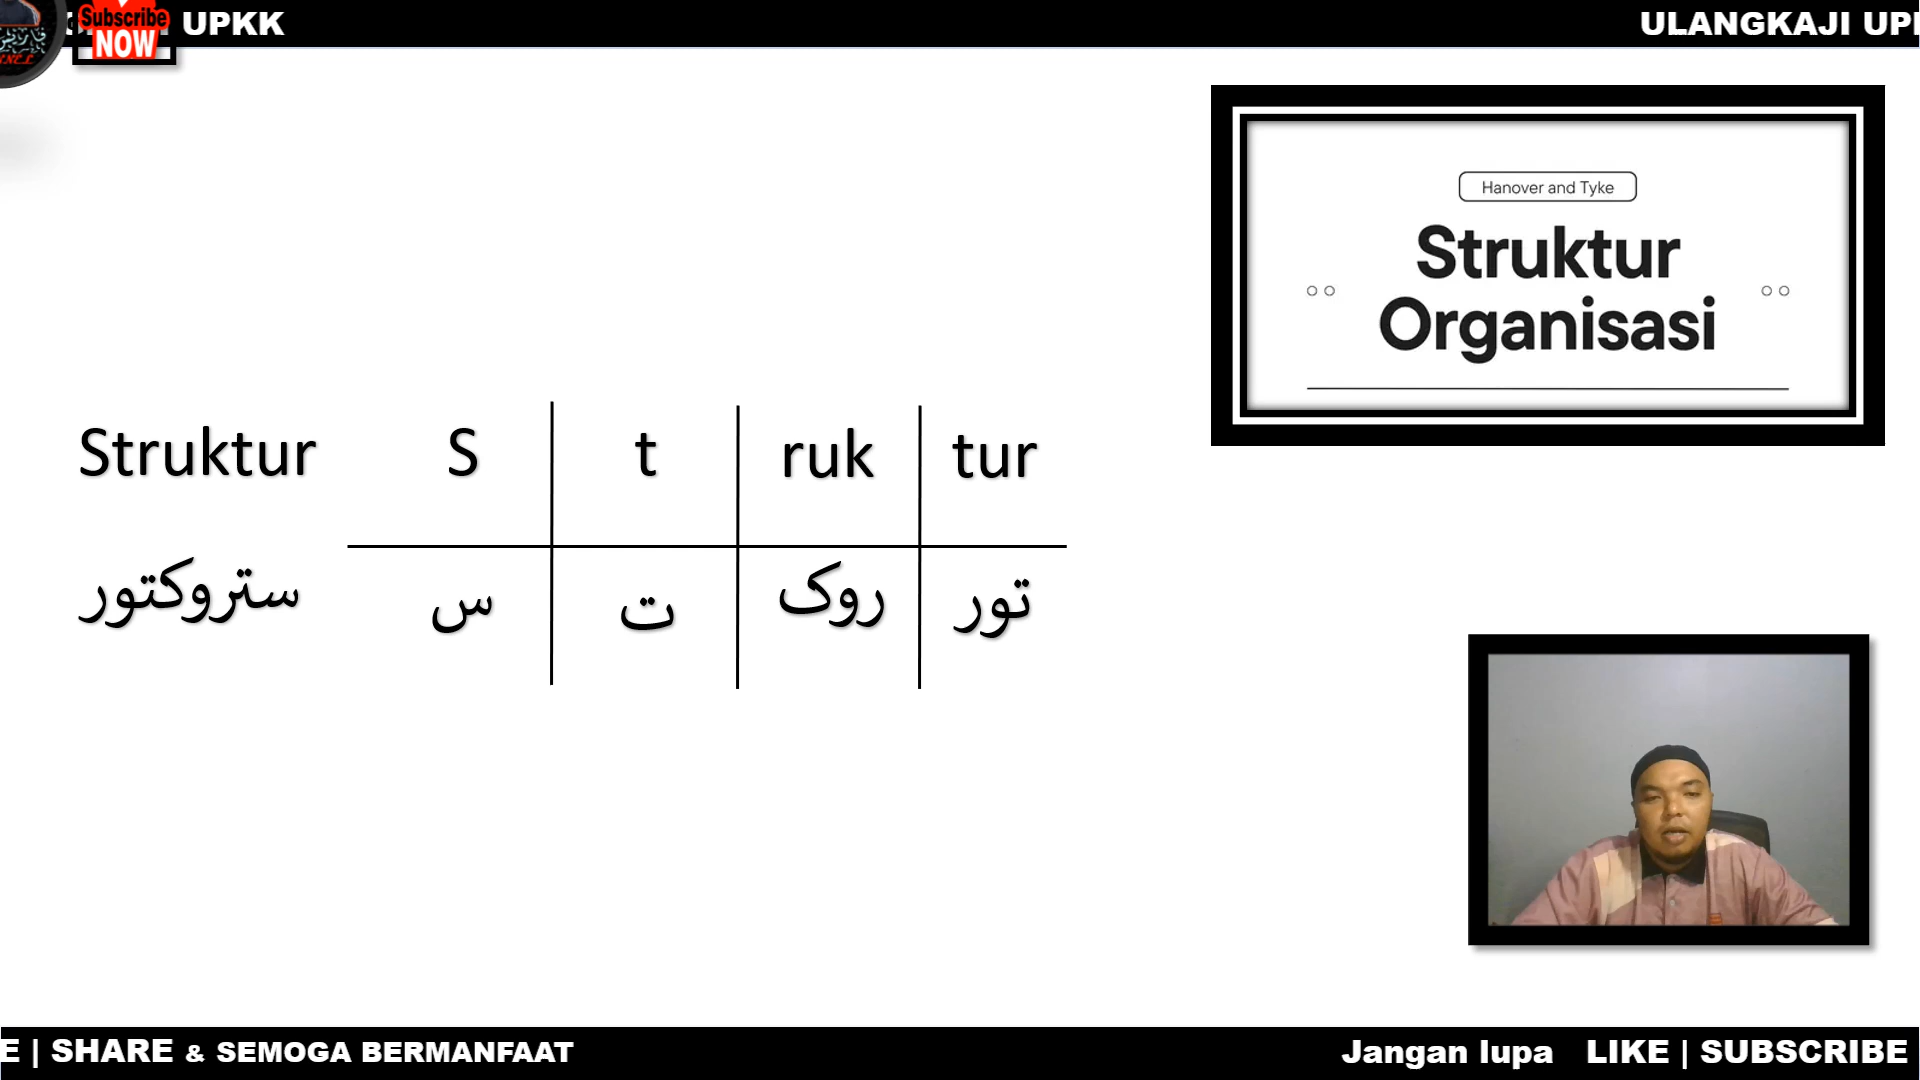 UPKK
ULANGKAJI
Subscribe
NOW
Hanover and Tyke
Struktur
Organisasi
Struktur S t ruk tur
ستروکتور س ت روک تور
E | SHARE & SEMOGA BERMANFAAT
Jangan lupa LIKE | SUBSCRIBE